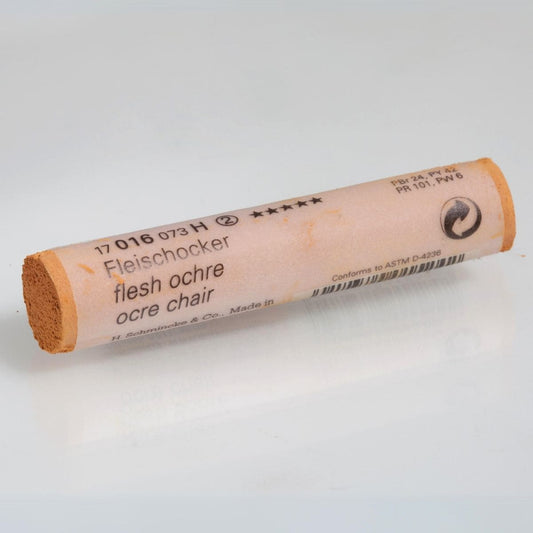 17 016 073 H ② ★★★★★
Fleischocker
flesh ochre
ocre chair
H. Schmincke & Co., Made in
PBr 24, PY 42
PR 101, PW 6
Conforms to ASTM D-4236